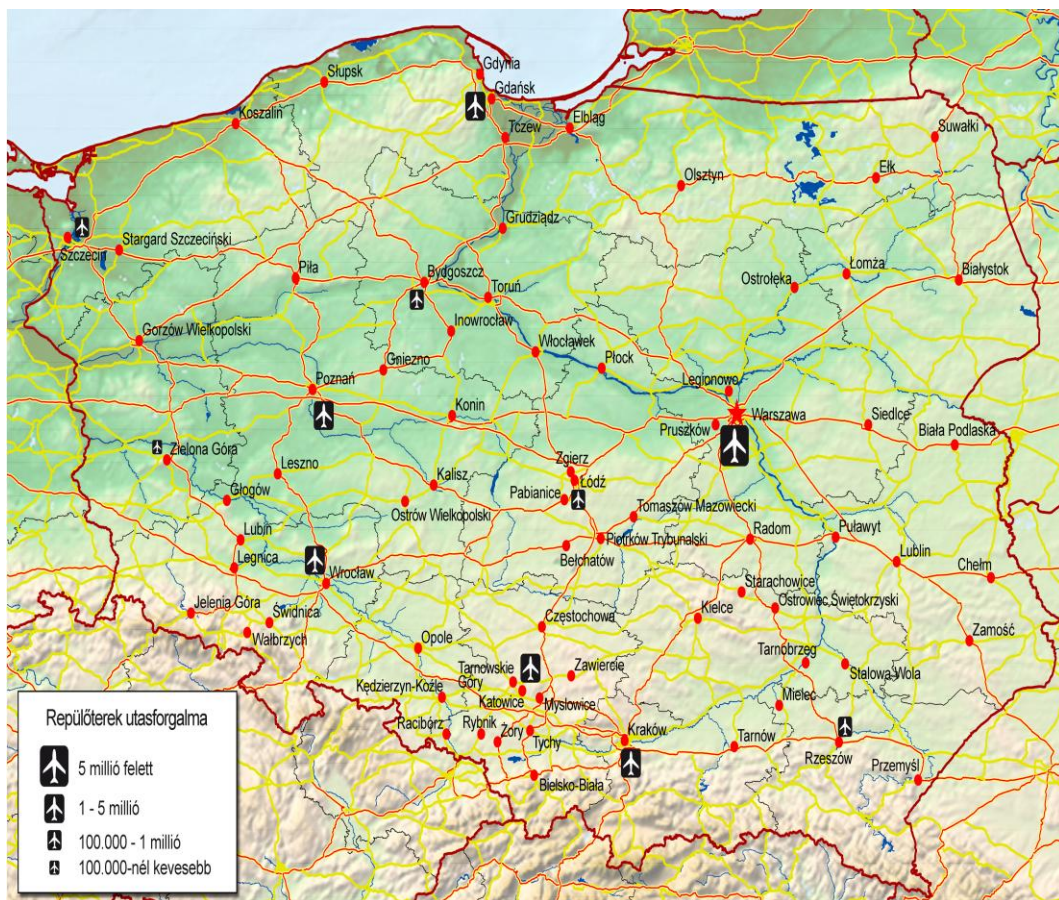 Gdynia
Słupsk
Gdańsk
Koszalin
Elbląg
Tczew
Suwałki
Ełk
Olsztyn
Grudziądz
Szczecin
Stargard Szczeciński
Piła
Bydgoszcz
Toruń
Ostrołęka
Łomża
Białystok
Inowrocław
Gorzów Wielkopolski
Włocławek
Płock
Gniezno
Poznań
Legionowo
Konin
Warszawa
Pruszków
Siedlce
Biała Podlaska
Zielona Góra
Leszno
Zgierz
Łódź
Kalisz
Pabianice
Głogów
Ostrów Wielkopolski
Tomaszów Mazowiecki
Lubin
Piotrków Trybunalski
Radom
Puławyt
Legnica
Bełchatów
Lublin
Wrocław
Chełm
Starachowice
Jelenia Góra
Świdnica
Kielce
Ostrowiec Świętokrzyski
Wałbrzych
Częstochowa
Opole
Zamość
Tarnobrzeg
Tarnowskie
Góry
Zawiercie
Stalowa Wola
Kędzierzyn-Koźle
Katowice
Mysłowice
Mielec
Racibórz
Rybnik
Żory
Tychy
Kraków
Tarnów
Rzeszów
Przemyśl
Bielsko-Biała
Repülőterek utasforgalma
5 millió felett
1 - 5 millió
100.000 - 1 millió
100.000-nél kevesebb